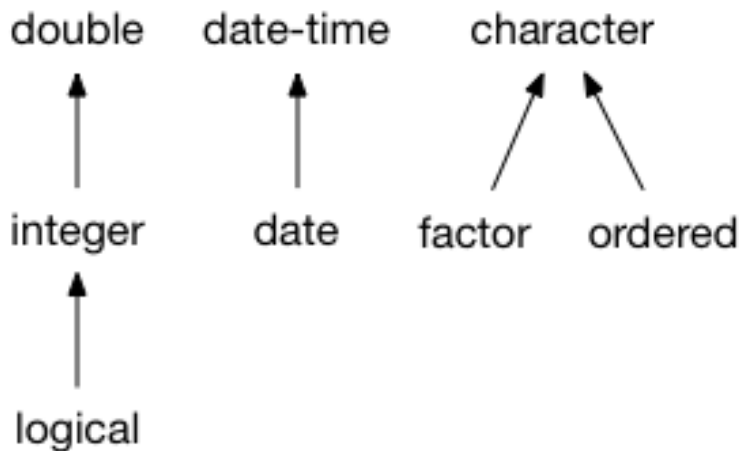 double date-time character
integer date factor ordered
logical